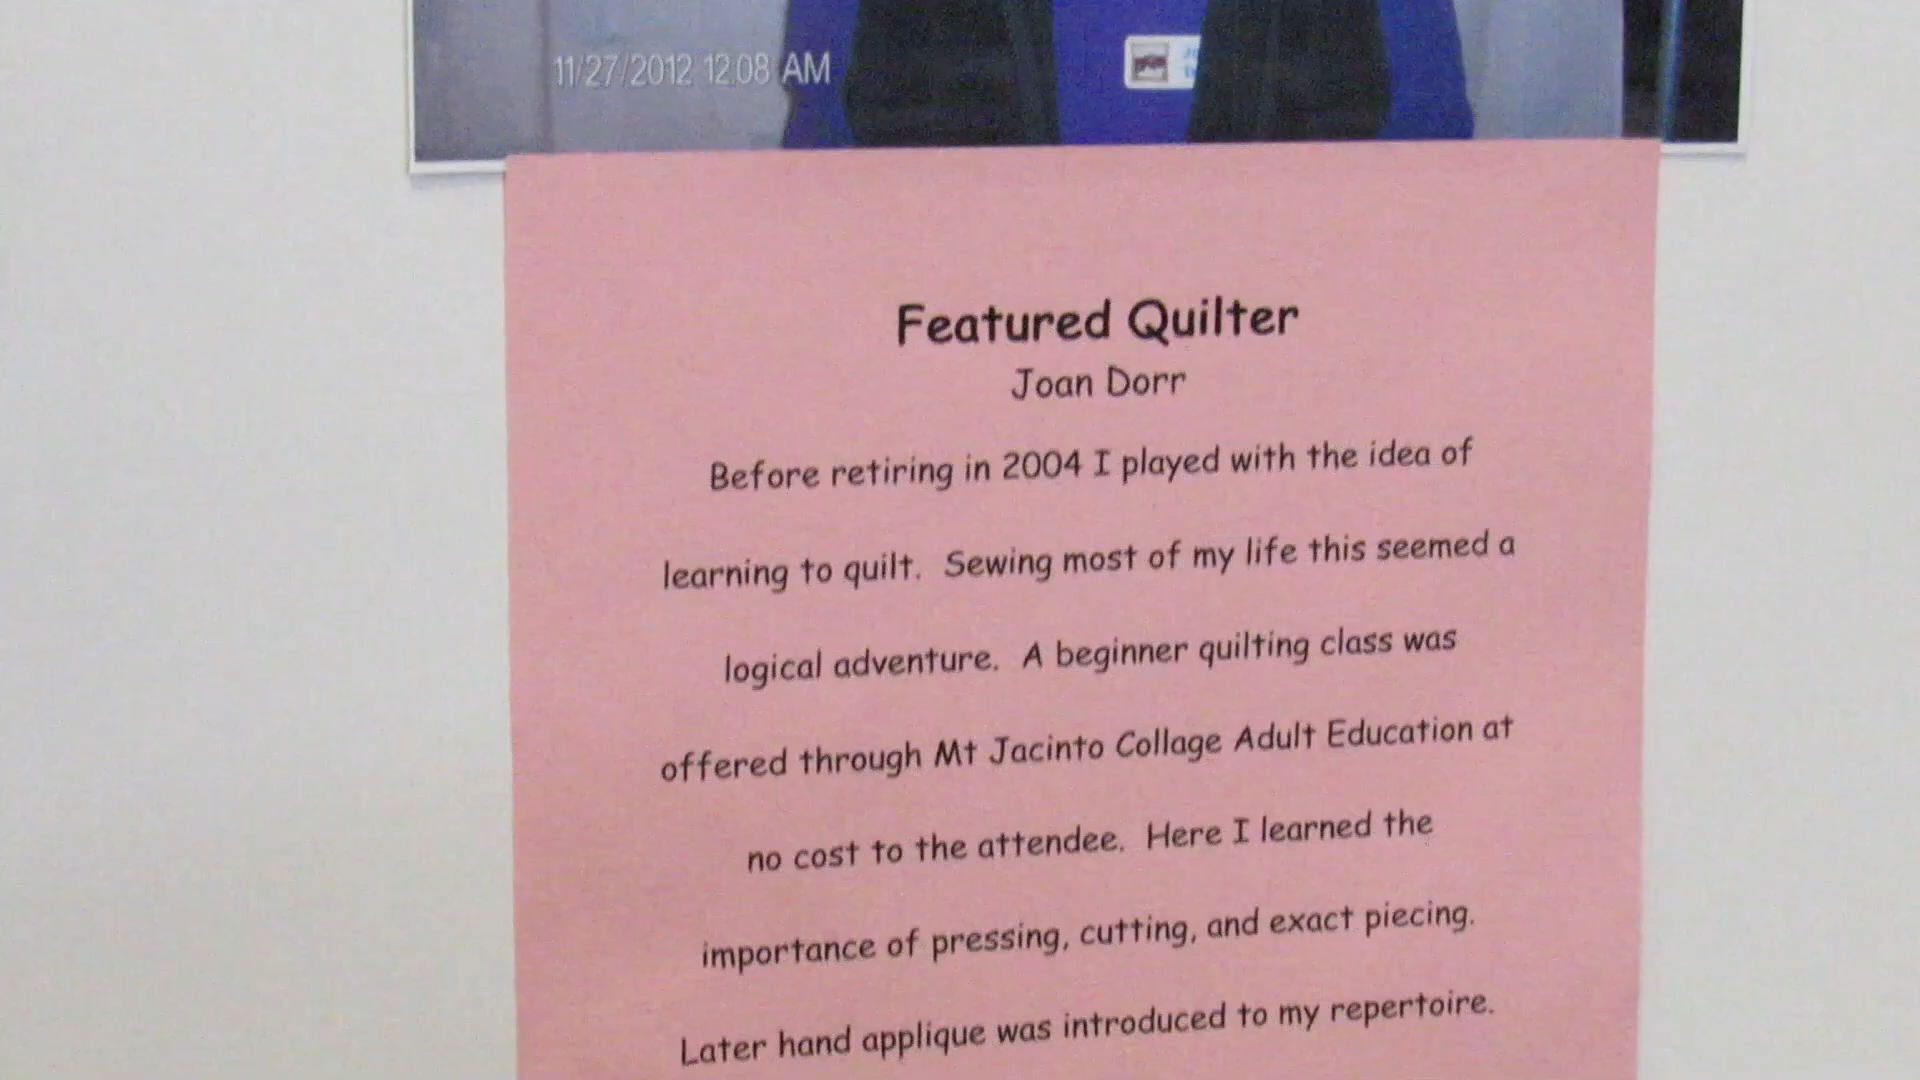 11/27/2012 12:08 AM
Featured Quilter
Joan Dorr
Before retiring in 2004 I played with the idea of
learning to quilt. Sewing most of my life this seemed a
logical adventure. A beginner quilting class was
offered through Mt Jacinto Collage Adult Education at
no cost to the attendee. Here I learned the
importance of pressing, cutting, and exact piecing.
Later hand applique was introduced to my repertoire.